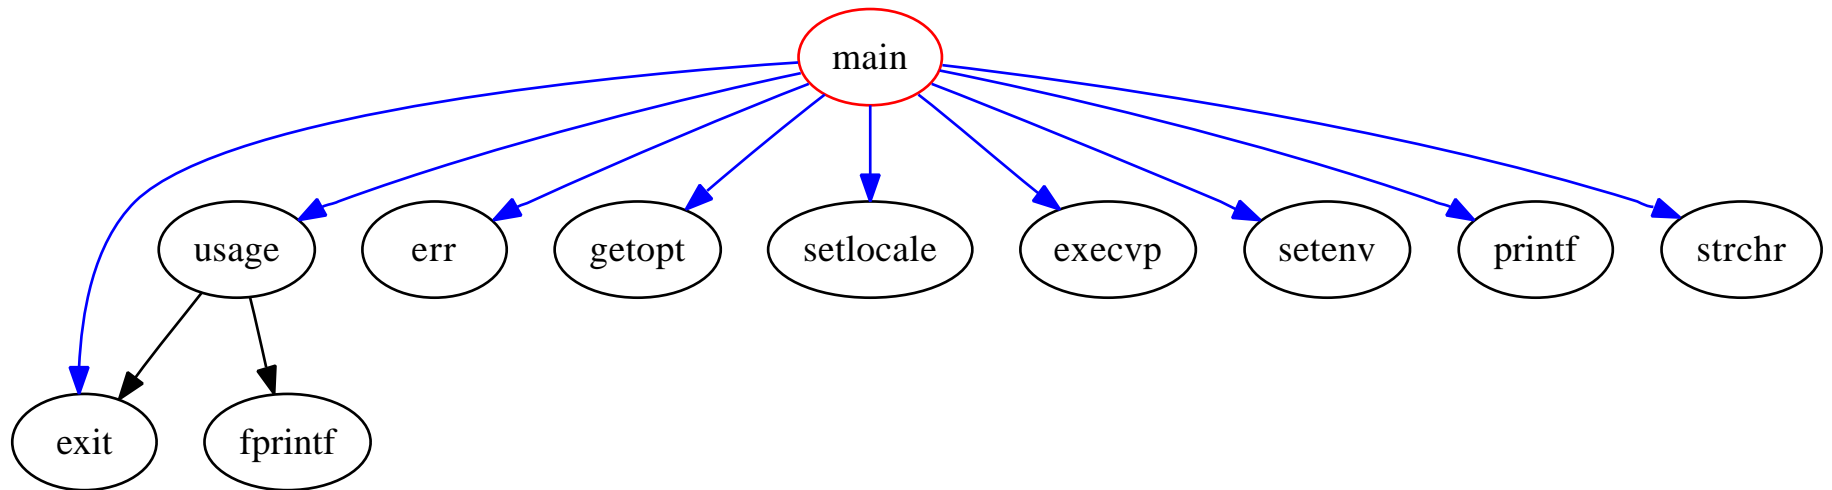 main
usage
err
getopt
setlocale
execvp
setenv
printf
strchr
exit
fprintf